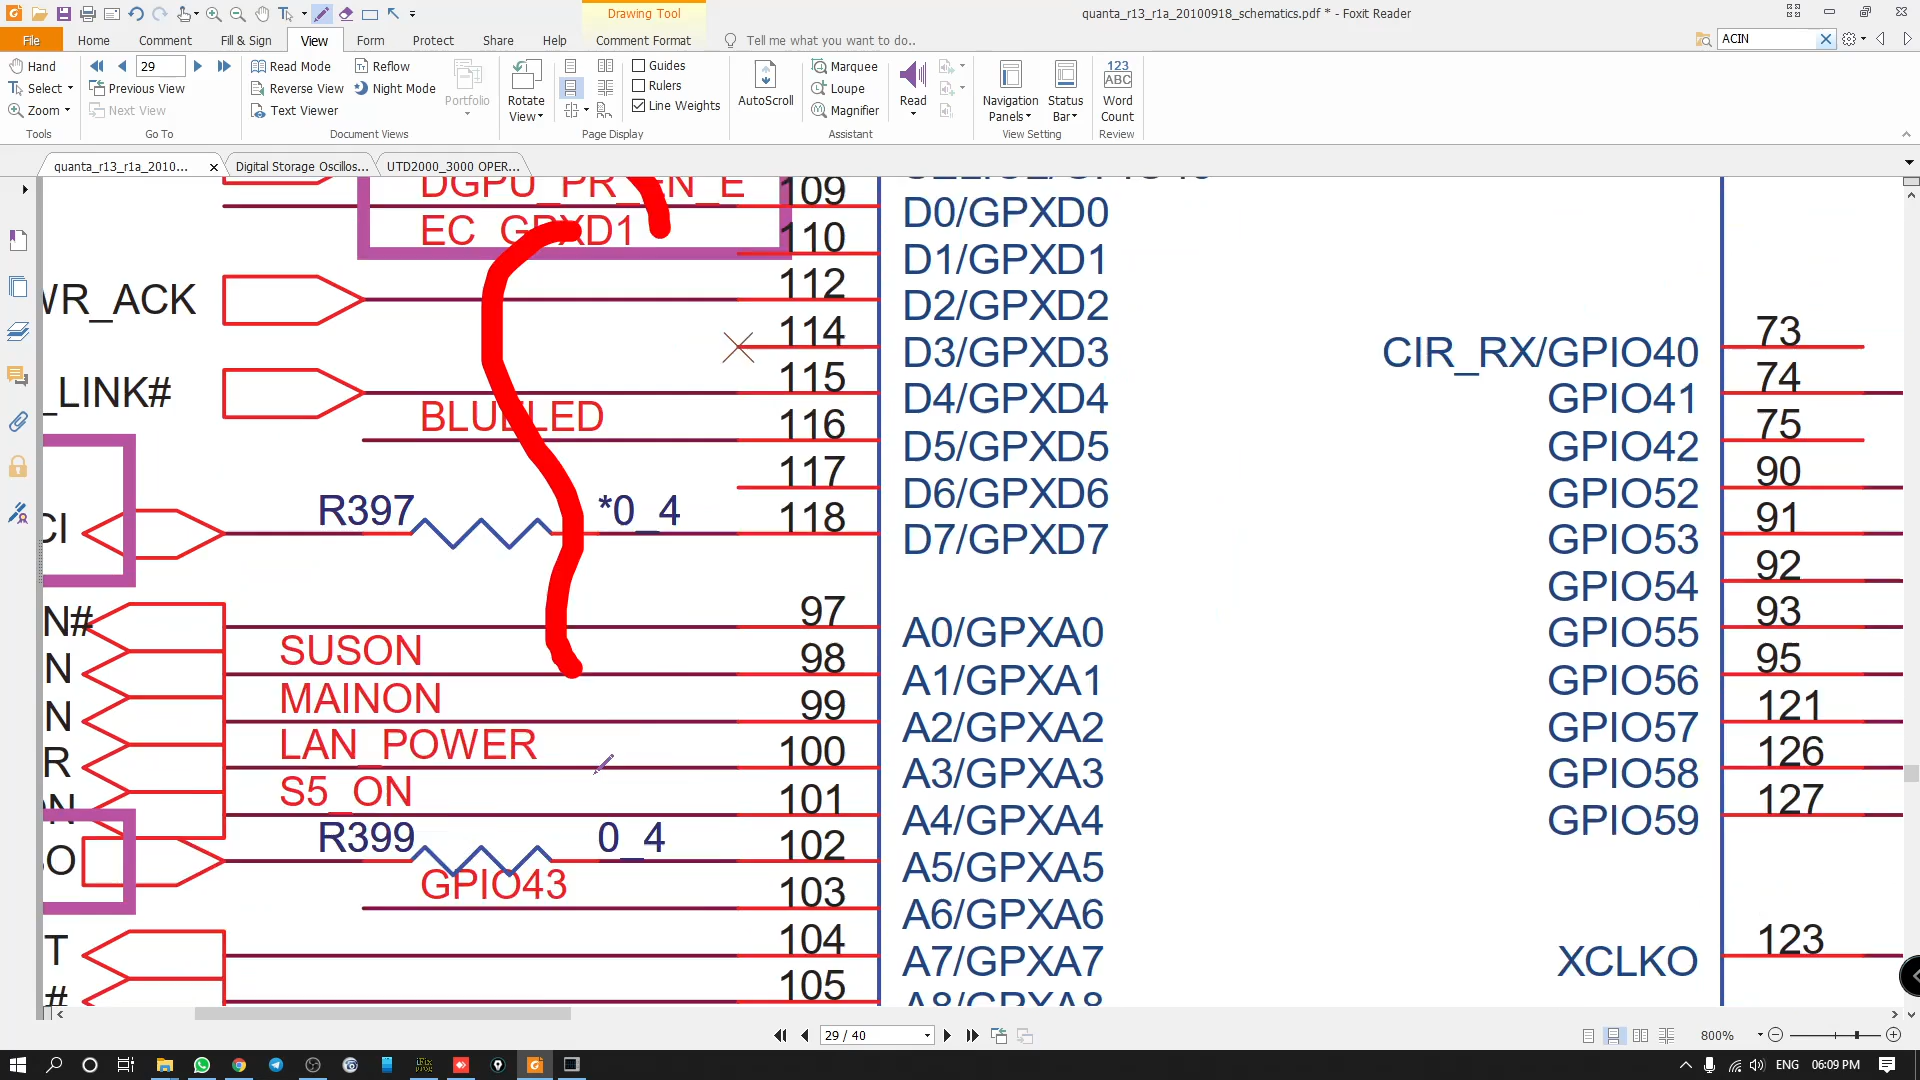 quanta_r13_r1a_20100918_schematics.pdf * - Foxit Reader
Drawing Tool
File
Home
Comment
Fill & Sign
View
Form
Protect
Share
Help
Comment Format
Tell me what you want to do..
ACIN
Hand
Select
Zoom
Tools
29
Previous View
Next View
Go To
Read Mode
Reverse View
Text Viewer
Reflow
Night Mode
Document Views
Portfolio
Rotate View
Page Display
Guides
Rulers
Line Weights
AutoScroll
Marquee
Loupe
Magnifier
Assistant
Read
Navigation Panels
Status Bar
View Setting
Word Count
Review
123
ABC
quanta_r13_r1a_2010...
Digital Storage Oscillos...
UTD2000_3000 OPER...
DGPU_PR_EN_E 109
EC_GPXD1 110 D0/GPXD0
D1/GPXD1
WR_ACK 112 D2/GPXD2
114 D3/GPXD3
_LINK# 115 D4/GPXD4
BLUELED 116 D5/GPXD5
117 D6/GPXD6
CI R397 *0_4 118 D7/GPXD7
N# 97 A0/GPXA0
N SUSON 98 A1/GPXA1
N MAINON 99 A2/GPXA2
R LAN_POWER 100 A3/GPXA3
S5_ON 101 A4/GPXA4
R399 0_4 102 A5/GPXA5
GPIO43 103 A6/GPXA6
T 104 A7/GPXA7
# 105 A8/GPXA8
CIR_RX/GPIO40 73
GPIO41 74
GPIO42 75
GPIO52 90
GPIO53 91
GPIO54 92
GPIO55 93
GPIO56 95
GPIO57 121
GPIO58 126
GPIO59 127
XCLKO 123
29 / 40
800%
ENG 06:09 PM